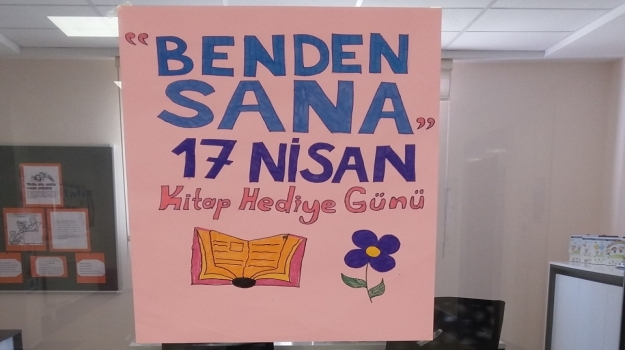 "BENDEN
SANA"
17 NİSAN
Kitap Hediye Günü